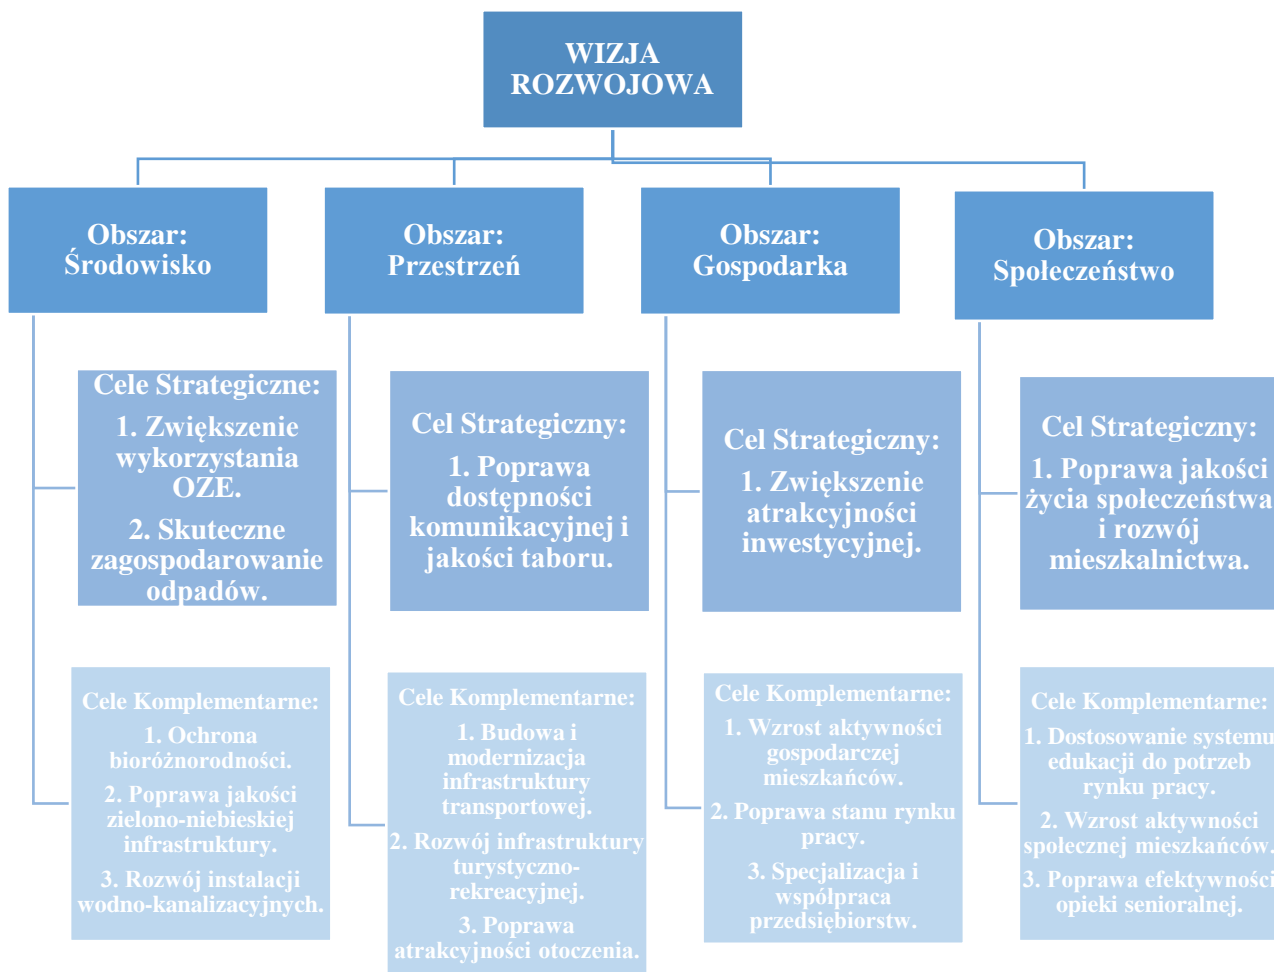 WIZJA
ROZWOJOWA
Obszar:
Środowisko
Obszar:
Przestrzeń
Obszar:
Gospodarka
Obszar:
Społeczeństwo
Cele Strategiczne:
1. Zwiększenie
wykorzystania
OZE.
2. Skuteczne
zagospodarowanie
odpadów.
Cel Strategiczny:
1. Poprawa
dostępności
komunikacyjnej i
jakości taboru.
Cel Strategiczny:
1. Zwiększenie
atrakcyjności
inwestycyjnej.
Cel Strategiczny:
1. Poprawa jakości
życia społeczeństwa
i rozwój
mieszkalnictwa.
Cele Komplementarne:
1. Ochrona
bioróżnorodności.
2. Poprawa jakości
zielono-niebieskiej
infrastruktury.
3. Rozwój instalacji
wodno-kanalizacyjnych.
Cele Komplementarne:
1. Budowa i
modernizacja
infrastruktury
transportowej.
2. Rozwój infrastruktury
turystyczno-
rekreacyjnej.
3. Poprawa
atrakcyjności otoczenia.
Cele Komplementarne:
1. Wzrost aktywności
gospodarczej
mieszkańców.
2. Poprawa stanu rynku
pracy.
3. Specjalizacja i
współpraca
przedsiębiorstw.
Cele Komplementarne:
1. Dostosowanie systemu
edukacji do potrzeb
rynku pracy.
2. Wzrost aktywności
społecznej mieszkańców.
3. Poprawa efektywności
opieki senioralnej.